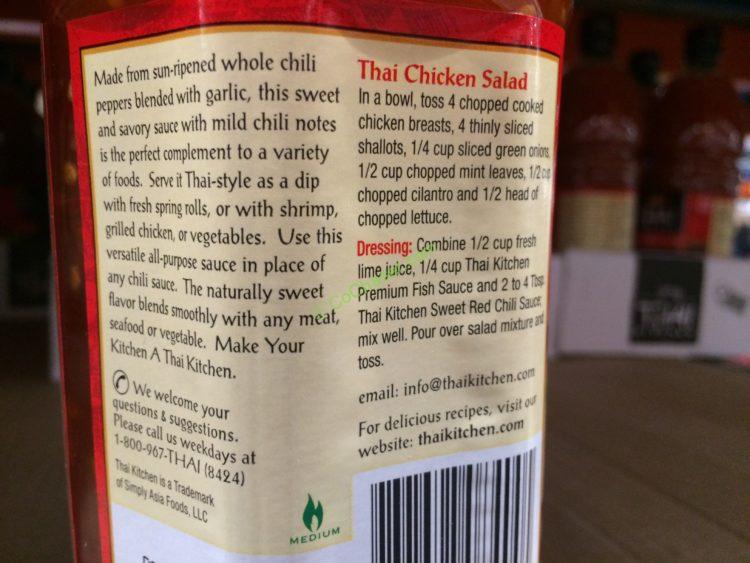 Made from sun-ripened whole chili
peppers blended with garlic, this sweet
and savory sauce with mild chili notes
is the perfect complement to a variety
of foods. Serve it Thai-style as a dip
with fresh spring rolls, or with shrimp,
grilled chicken, or vegetables. Use this
versatile all-purpose sauce in place of
any chili sauce. The naturally sweet
flavor blends smoothly with any meat,
seafood or vegetable. Make Your
Kitchen A Thai Kitchen.
We welcome your
questions & suggestions.
Please call us weekdays at
1-800-967-THAI (8424)
Thai Kitchen is a Trademark
of Simply Asia Foods, LLC
MEDIUM
Thai Chicken Salad
In a bowl, toss 4 chopped cooked
chicken breasts, 4 thinly sliced
shallots, 1/4 cup sliced green onions,
1/2 cup chopped mint leaves, 1/2 cup
chopped cilantro and 1/2 head of
chopped lettuce.
Dressing: Combine 1/2 cup fresh
lime juice, 1/4 cup Thai Kitchen
Premium Fish Sauce and 2 to 4 Tbsp.
Thai Kitchen Sweet Red Chili Sauce;
mix well. Pour over salad mixture and
toss.
email: info@thaikitchen.com
For delicious recipes, visit our
website: thaikitchen.com
THAI